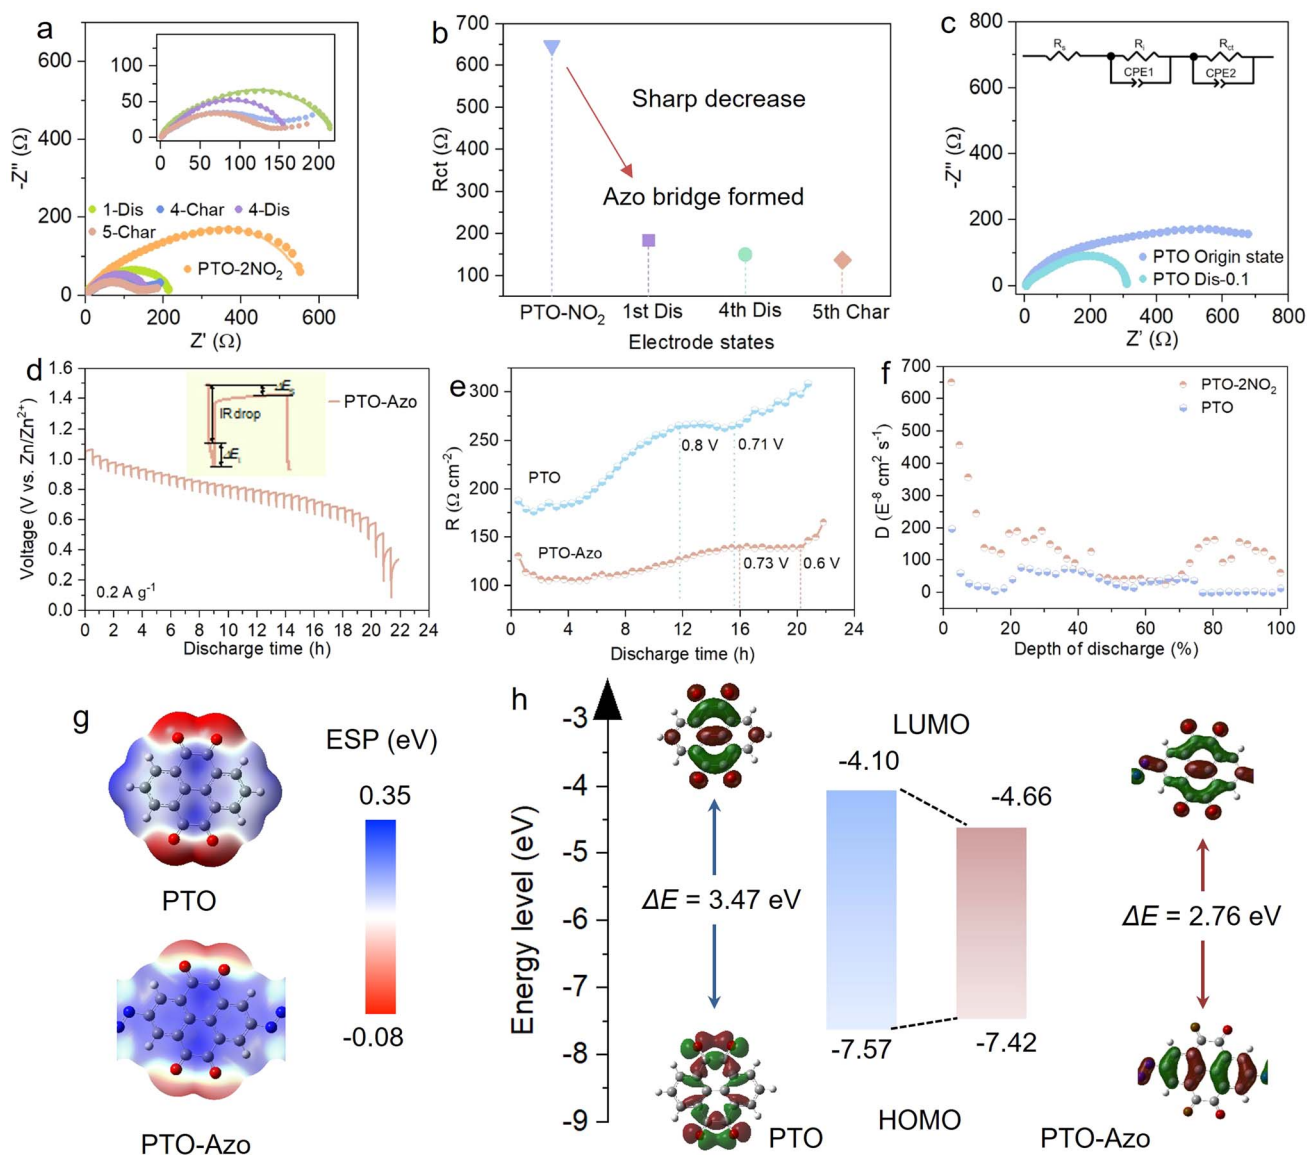 a
-Z" (Ω)
600
400
200
0
100
50
0
0 50 100 150 200
1-Dis 4-Char 4-Dis
5-Char
PTO-2NO₂
0 200 400 600
Z' (Ω)
b
Rct (Ω)
700
600
500
400
300
200
100
Sharp decrease
Azo bridge formed
PTO-NO₂ 1st Dis 4th Dis 5th Char
Electrode states
c
-Z" (Ω)
800
600
400
200
0
Rₛ Rᵢ R_ct
CPE1 CPE2
PTO Origin state
PTO Dis-0.1
0 200 400 600 800
Z' (Ω)
d
Voltage (V vs. Zn/Zn²⁺)
1.6
1.4
1.2
1.0
0.8
0.6
0.4
0.2
0.0
IR drop
PTO-Azo
0.2 A g⁻¹
0 2 4 6 8 10 12 14 16 18 20 22 24
Discharge time (h)
e
R (Ω cm⁻²)
300
250
200
150
100
PTO
0.8 V
0.71 V
PTO-Azo
0.73 V
0.6 V
0 4 8 12 16 20 24
Discharge time (h)
f
D (E⁻⁸ cm² s⁻¹)
700
600
500
400
300
200
100
0
PTO-2NO₂
PTO
0 20 40 60 80 100
Depth of discharge (%)
g
ESP (eV)
0.35
-0.08
PTO
PTO-Azo
h
Energy level (eV)
-3
-4
-5
-6
-7
-8
-9
LUMO
-4.10
-4.66
ΔE = 3.47 eV
ΔE = 2.76 eV
-7.57
-7.42
HOMO
PTO
PTO-Azo